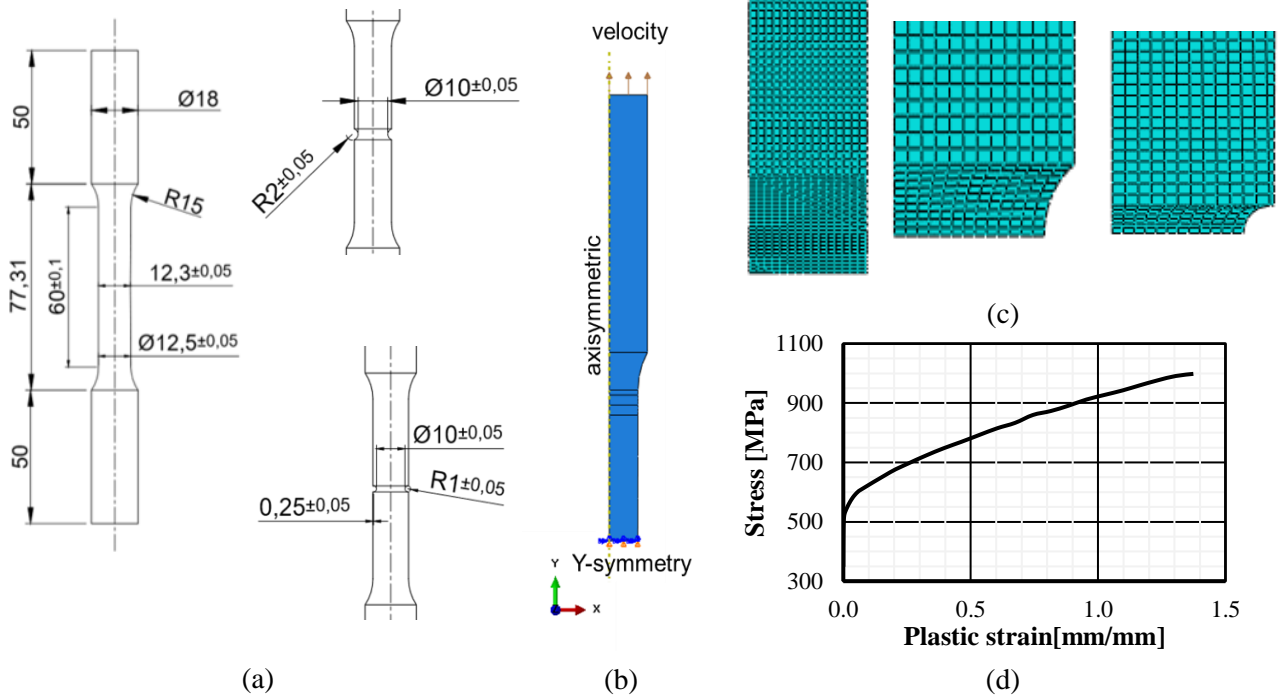 50
Ø18
R15
77,31
60±0,1
12,3±0,05
Ø12,5±0,05
50
Ø10±0,05
R2±0,05
Ø10±0,05
R1±0,05
0,25±0,05
(a)
velocity
axisymmetric
Y-symmetry
Y
X
(b)
(c)
1100
900
700
500
300
Stress [MPa]
0.0
0.5
1.0
1.5
Plastic strain[mm/mm]
(d)